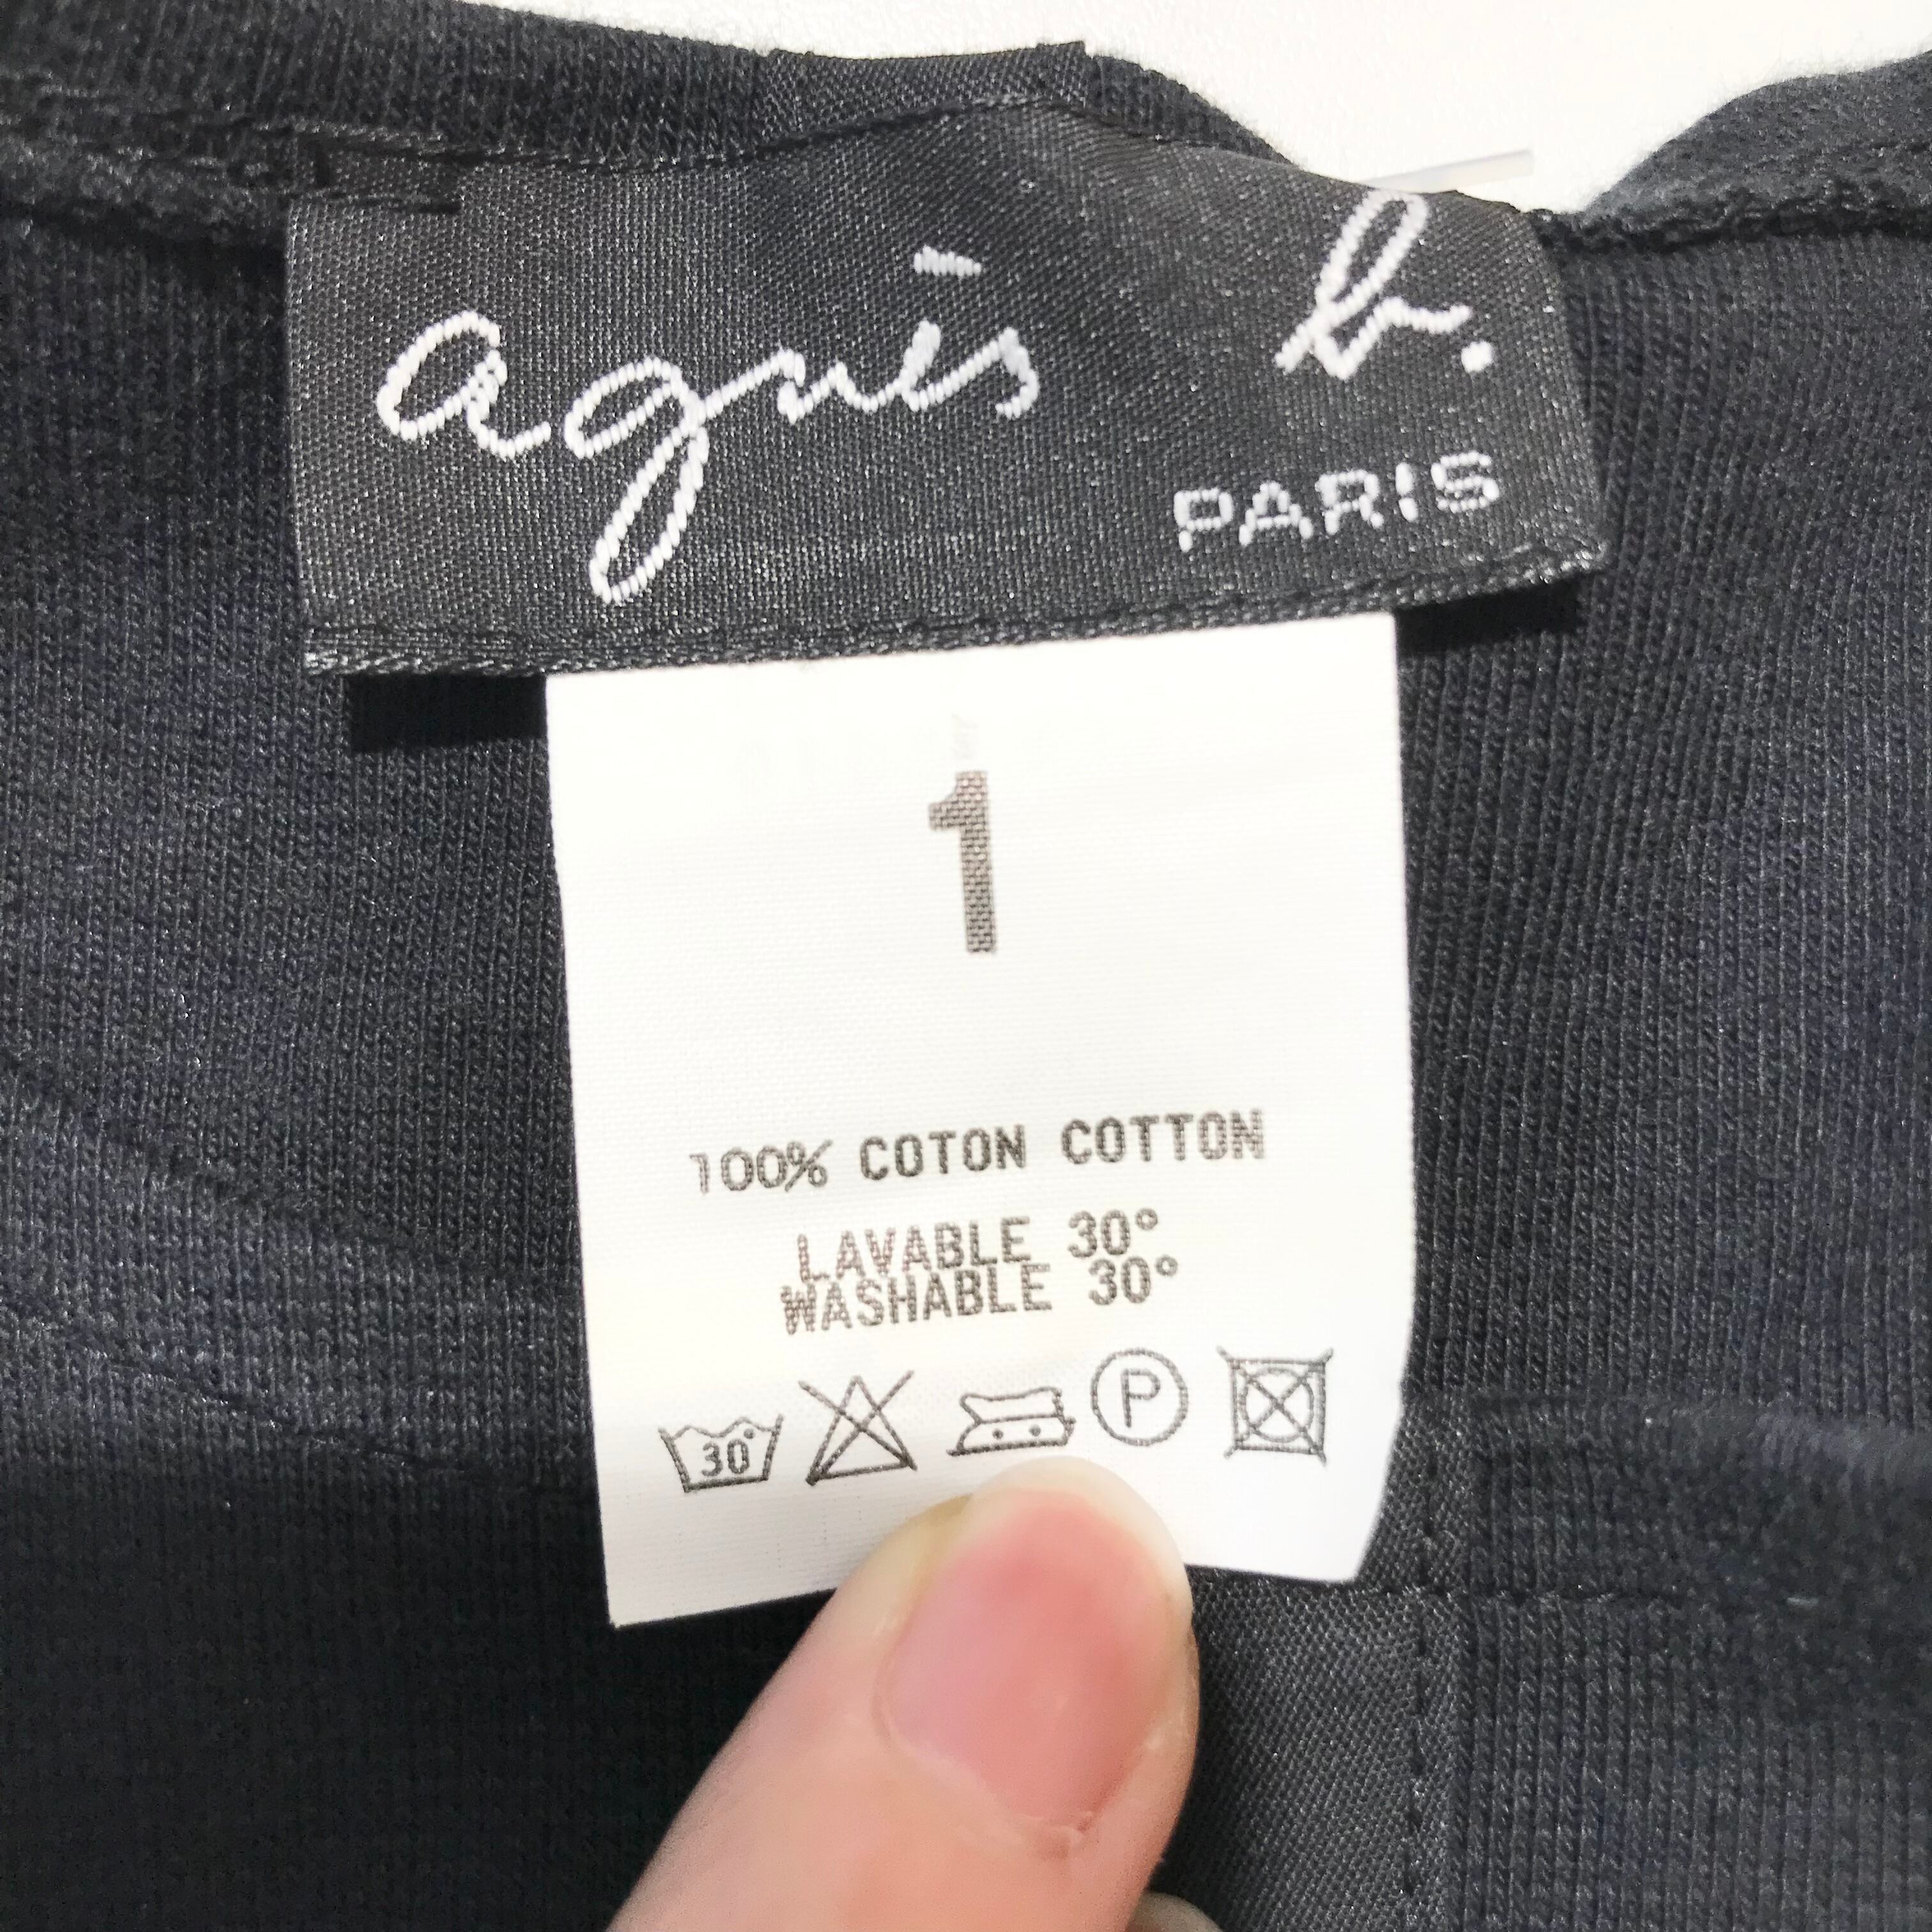 agnès b.
PARIS
1
100% COTON COTTON
LAVABLE 30°
WASHABLE 30°
30° P